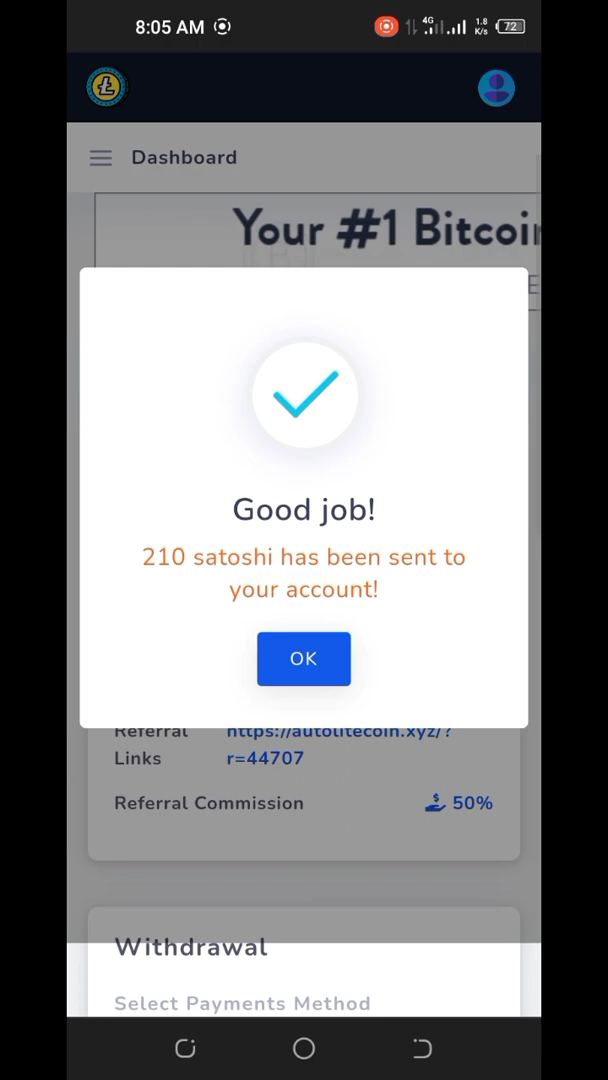 8:05 AM
4G
1.8
K/s
72
Dashboard
Your #1 Bitcoin
Good job!
210 satoshi has been sent to
your account!
OK
Referral
https://autolitecoin.xyz/?
Links
r=44707
Referral Commission
50%
Withdrawal
Select Payments Method